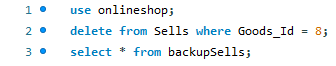 1 use onlineshop;
2 delete from Sells where Goods_Id = 8;
3 select * from backupSells;